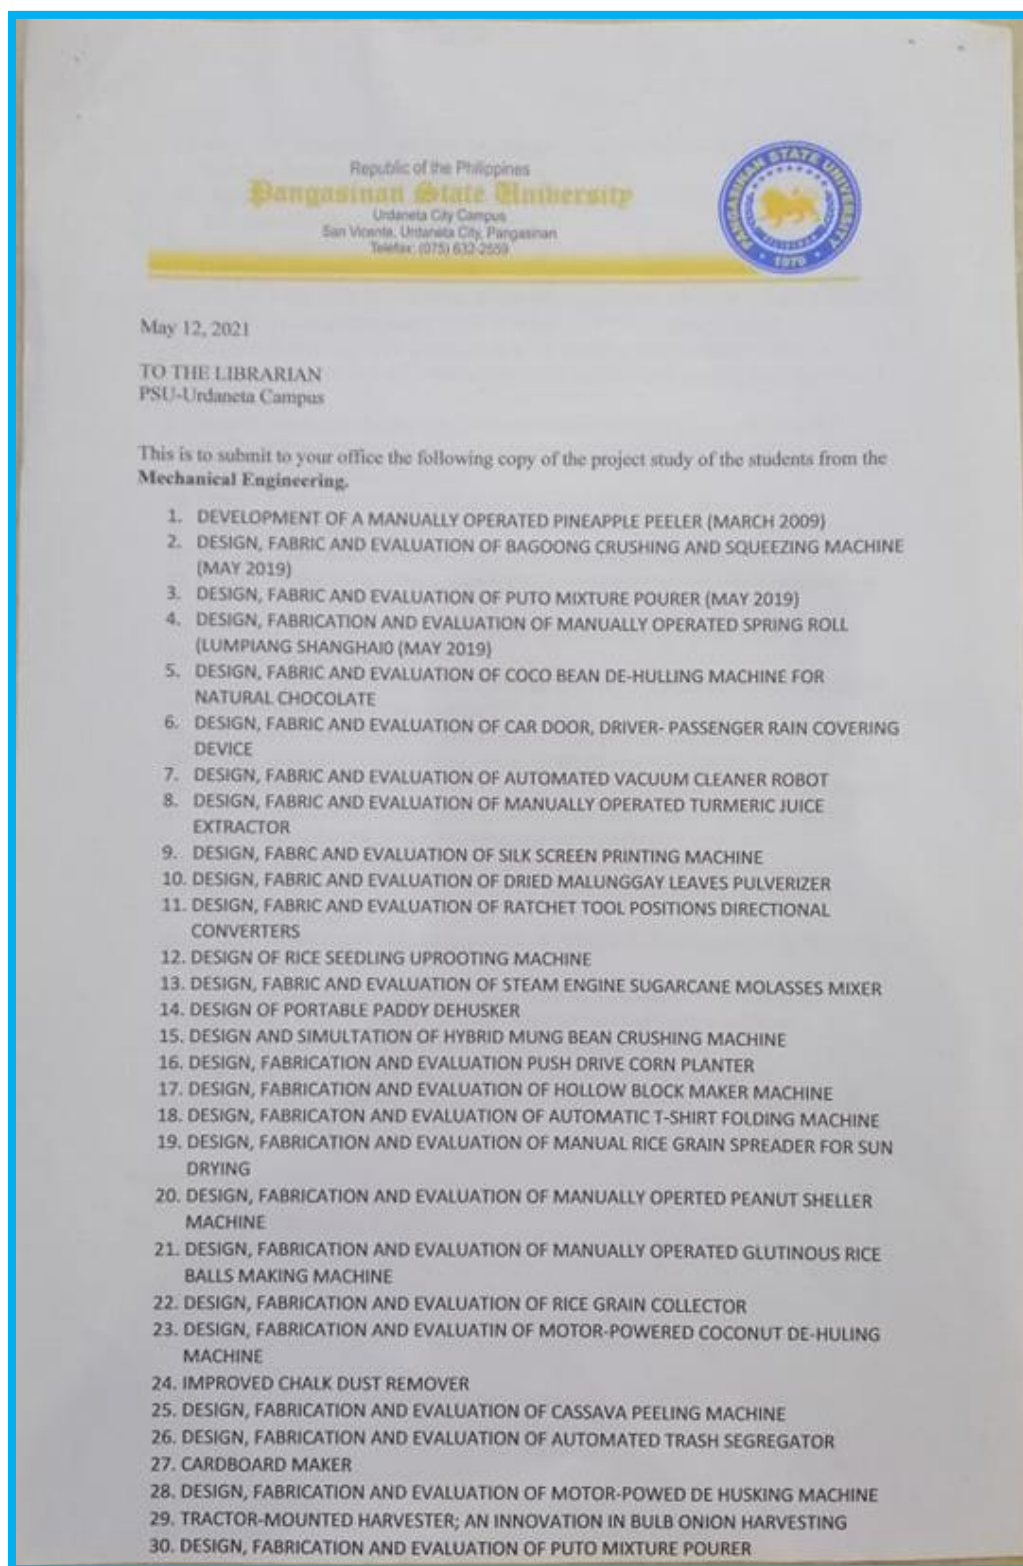 Republic of the Philippines
Pangasinan State University
Urdaneta City Campus
San Vicente, Urdaneta City, Pangasinan
Telefax: (075) 632-2559
PANGASINAN STATE UNIVERSITY
1979
May 12, 2021
TO THE LIBRARIAN
PSU-Urdaneta Campus
This is to submit to your office the following copy of the project study of the students from the
Mechanical Engineering.
1. DEVELOPMENT OF A MANUALLY OPERATED PINEAPPLE PEELER (MARCH 2009)
2. DESIGN, FABRIC AND EVALUATION OF BAGOONG CRUSHING AND SQUEEZING MACHINE
(MAY 2019)
3. DESIGN, FABRIC AND EVALUATION OF PUTO MIXTURE POURER (MAY 2019)
4. DESIGN, FABRICATION AND EVALUATION OF MANUALLY OPERATED SPRING ROLL
(LUMPIANG SHANGHAI0 (MAY 2019)
5. DESIGN, FABRIC AND EVALUATION OF COCO BEAN DE-HULLING MACHINE FOR
NATURAL CHOCOLATE
6. DESIGN, FABRIC AND EVALUATION OF CAR DOOR, DRIVER- PASSENGER RAIN COVERING
DEVICE
7. DESIGN, FABRIC AND EVALUATION OF AUTOMATED VACUUM CLEANER ROBOT
8. DESIGN, FABRIC AND EVALUATION OF MANUALLY OPERATED TURMERIC JUICE
EXTRACTOR
9. DESIGN, FABRC AND EVALUATION OF SILK SCREEN PRINTING MACHINE
10. DESIGN, FABRIC AND EVALUATION OF DRIED MALUNGGAY LEAVES PULVERIZER
11. DESIGN, FABRIC AND EVALUATION OF RATCHET TOOL POSITIONS DIRECTIONAL
CONVERTERS
12. DESIGN OF RICE SEEDLING UPROOTING MACHINE
13. DESIGN, FABRIC AND EVALUATION OF STEAM ENGINE SUGARCANE MOLASSES MIXER
14. DESIGN OF PORTABLE PADDY DEHUSKER
15. DESIGN AND SIMULTATION OF HYBRID MUNG BEAN CRUSHING MACHINE
16. DESIGN, FABRICATION AND EVALUATION PUSH DRIVE CORN PLANTER
17. DESIGN, FABRICATION AND EVALUATION OF HOLLOW BLOCK MAKER MACHINE
18. DESIGN, FABRICATON AND EVALUATION OF AUTOMATIC T-SHIRT FOLDING MACHINE
19. DESIGN, FABRICATION AND EVALUATION OF MANUAL RICE GRAIN SPREADER FOR SUN
DRYING
20. DESIGN, FABRICATION AND EVALUATION OF MANUALLY OPERTED PEANUT SHELLER
MACHINE
21. DESIGN, FABRICATION AND EVALUATION OF MANUALLY OPERATED GLUTINOUS RICE
BALLS MAKING MACHINE
22. DESIGN, FABRICATION AND EVALUATION OF RICE GRAIN COLLECTOR
23. DESIGN, FABRICATION AND EVALUATIN OF MOTOR-POWERED COCONUT DE-HULING
MACHINE
24. IMPROVED CHALK DUST REMOVER
25. DESIGN, FABRICATION AND EVALUATION OF CASSAVA PEELING MACHINE
26. DESIGN, FABRICATION AND EVALUATION OF AUTOMATED TRASH SEGREGATOR
27. CARDBOARD MAKER
28. DESIGN, FABRICATION AND EVALUATION OF MOTOR-POWED DE HUSKING MACHINE
29. TRACTOR-MOUNTED HARVESTER; AN INNOVATION IN BULB ONION HARVESTING
30. DESIGN, FABRICATION AND EVALUATION OF PUTO MIXTURE POURER